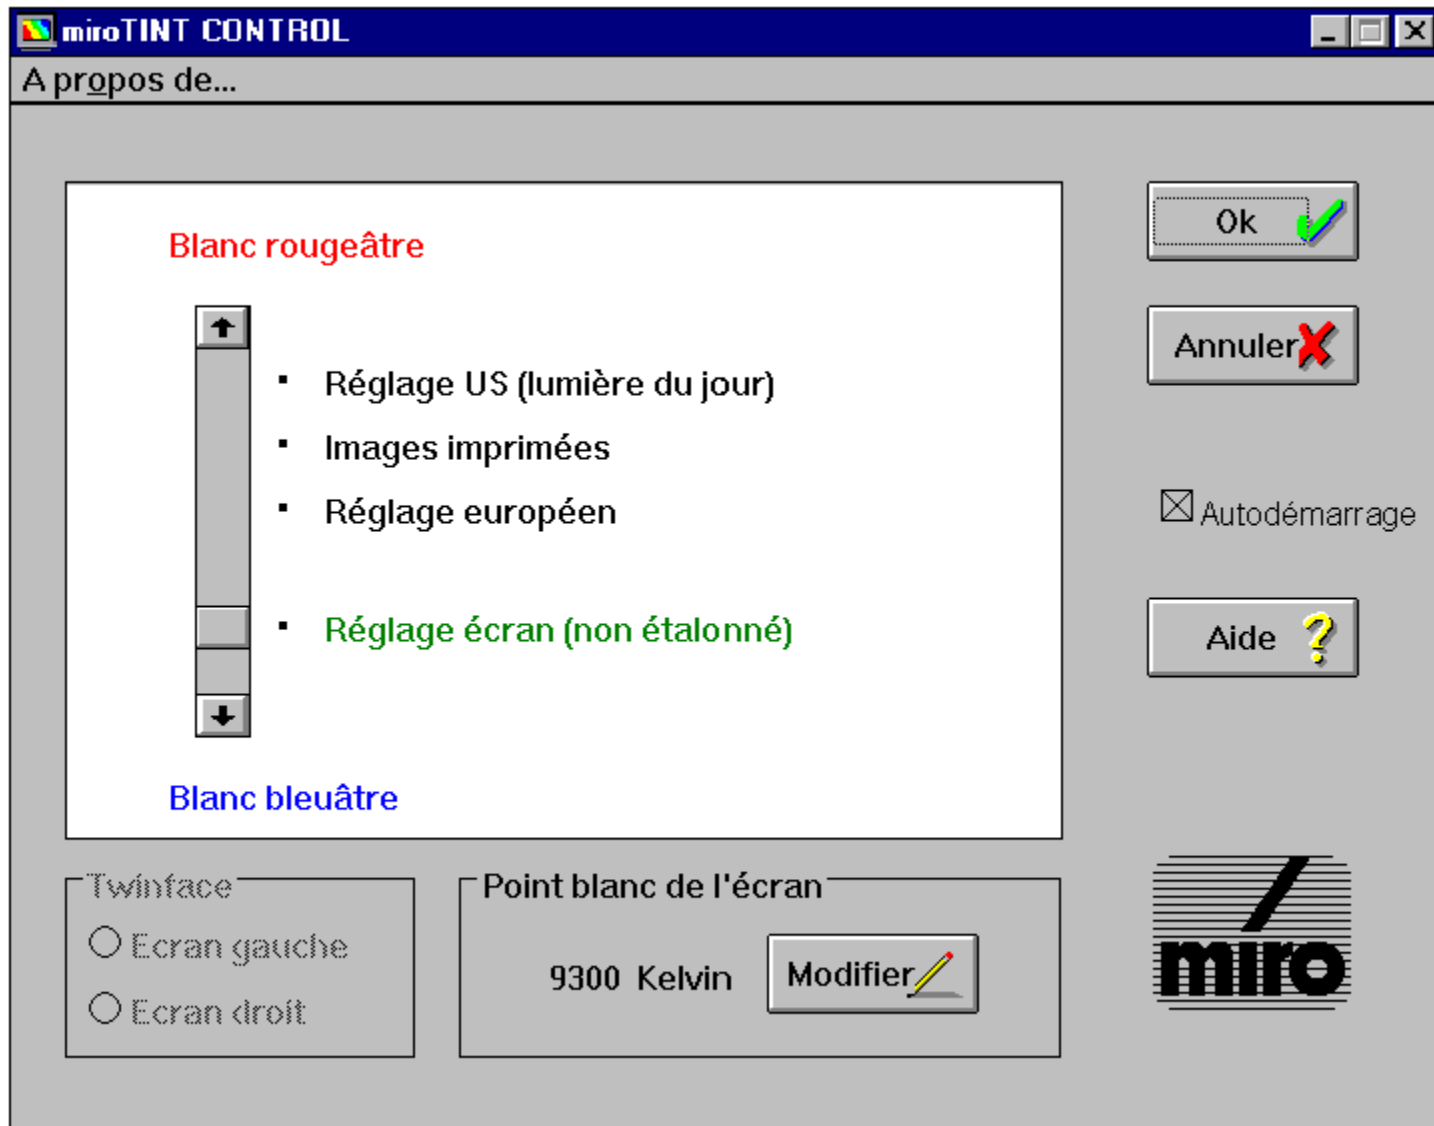 miroTINT CONTROL
A propos de...
Blanc rougeâtre
Réglage US (lumière du jour)
Images imprimées
Réglage européen
Réglage écran (non étalonné)
Blanc bleuâtre
Ok
Annuler
Autodémarrage
Aide
Twinface
Ecran gauche
Ecran droit
Point blanc de l'écran
9300 Kelvin
Modifier
miro